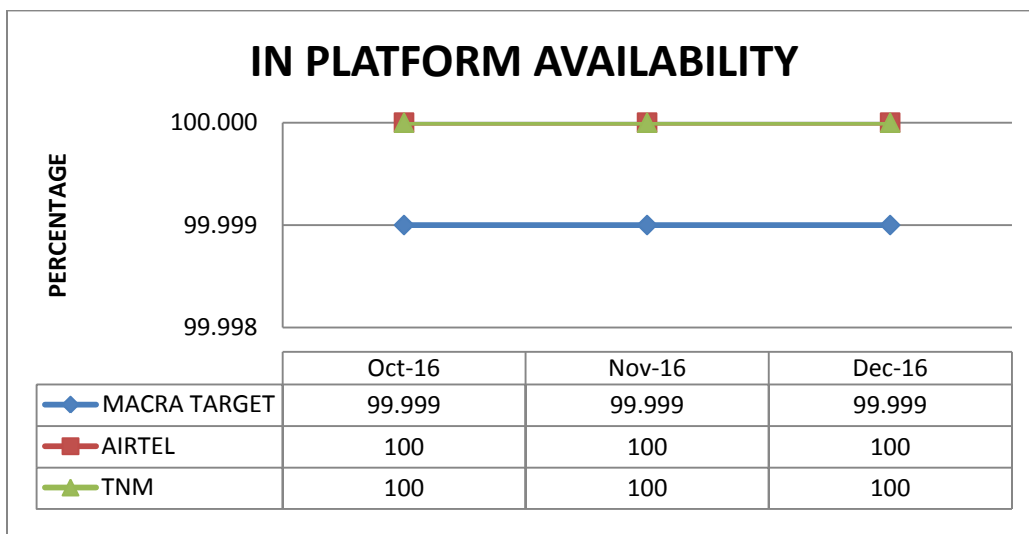 IN PLATFORM AVAILABILITY
PERCENTAGE
100.000
99.999
99.998
Oct-16 Nov-16 Dec-16
MACRA TARGET 99.999 99.999 99.999
AIRTEL 100 100 100
TNM 100 100 100